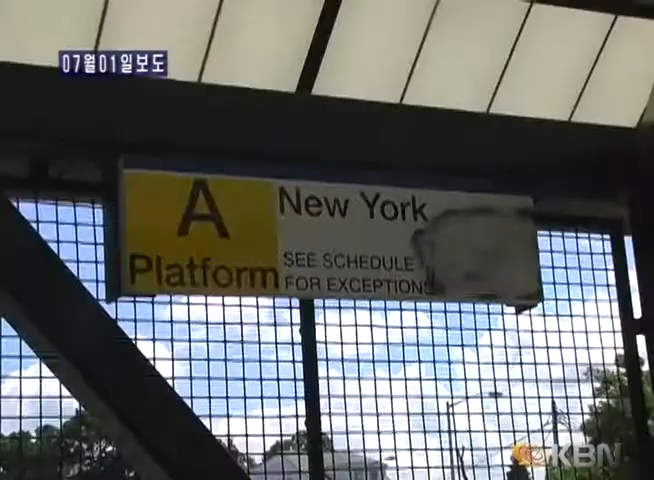 07월01일보도
A
Platform
New York
SEE SCHEDULE
FOR EXCEPTIONS
KBN